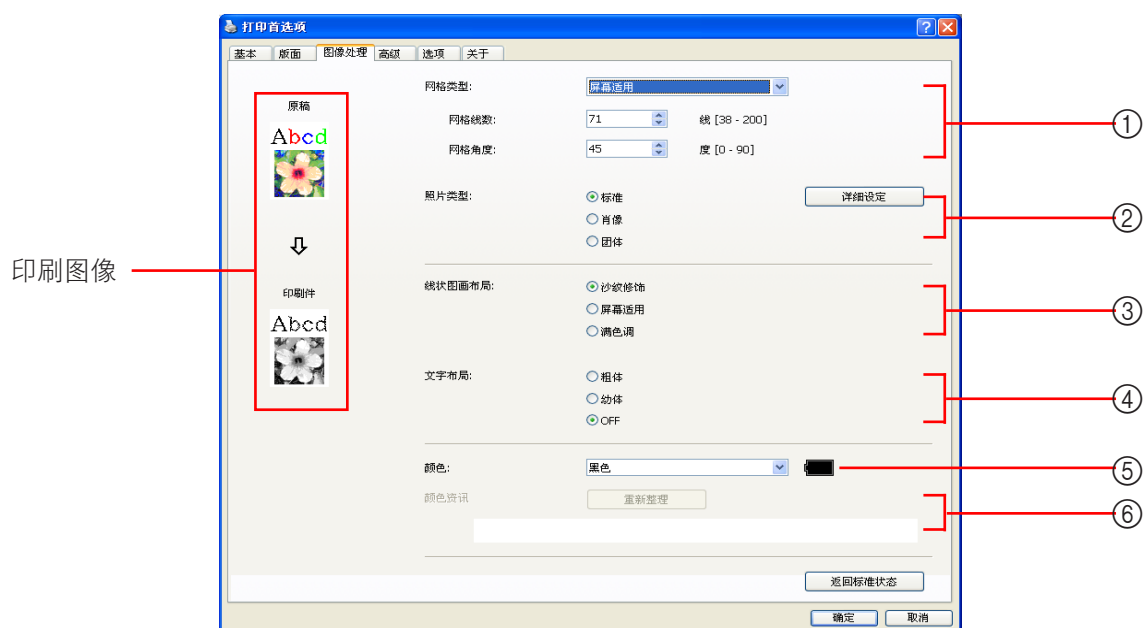 打印首选项
基本 版面 图像处理 高级 选项 关于
网格类型: 屏幕适用
原稿
Abcd
网格线数: 71 线 [38 - 200]
网格角度: 45 度 [0 - 90]
①
照片类型: 标准 详细设定
肖像
团体
②
印刷图像
印刷件
Abcd
线状图画布局: 沙纹修饰
屏幕适用
满色调
③
文字布局: 粗体
幼体
OFF
④
颜色: 黑色
⑤
颜色资讯 重新整理
⑥
返回标准状态
确定 取消